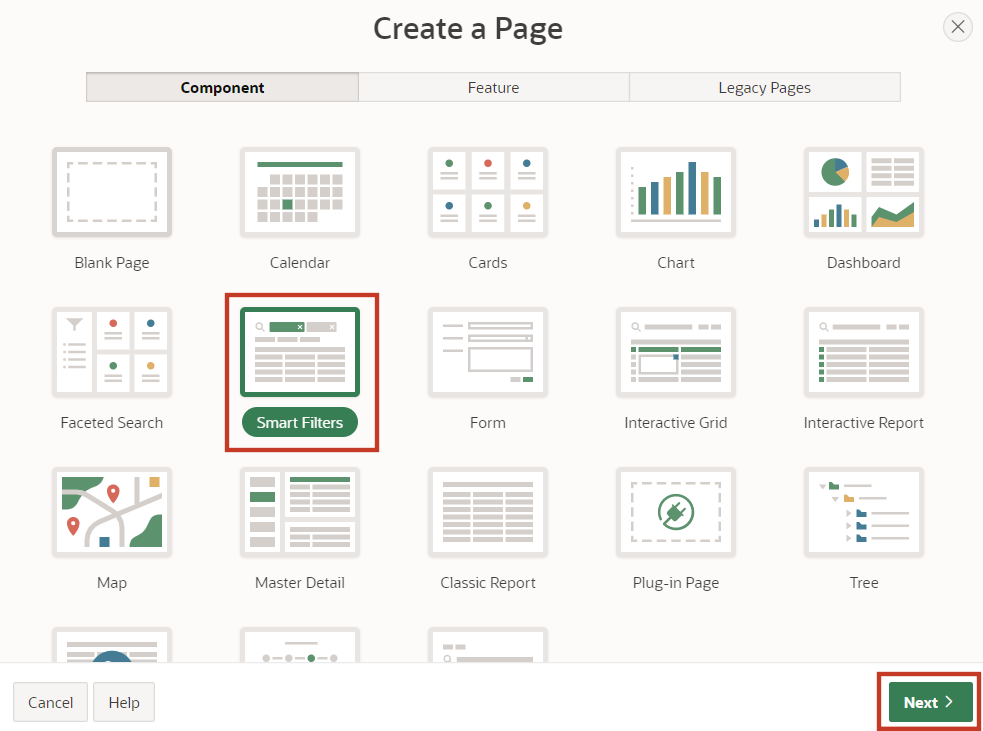 Create a Page
Component Feature Legacy Pages
Blank Page Calendar Cards Chart Dashboard
Faceted Search Smart Filters Form Interactive Grid Interactive Report
Map Master Detail Classic Report Plug-in Page Tree
Cancel Help Next